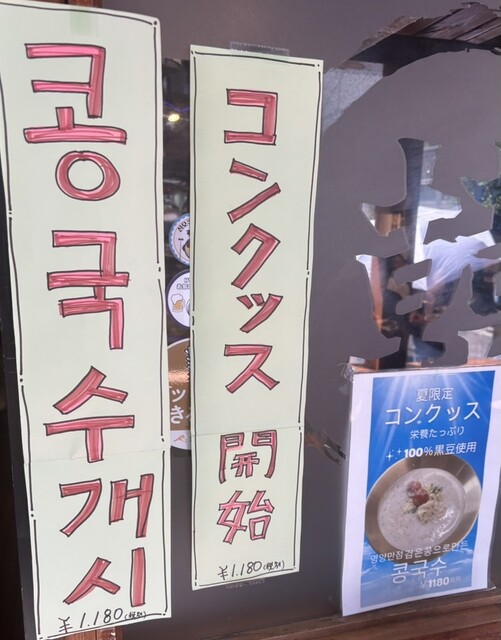 콩국수개시
¥1.180(税別)
コンクッス開始
¥1.180(税別)
夏限定
コンクッス
栄養たっぷり
100%黒豆使用
영양만점 검은콩으로만든
콩국수
¥1180